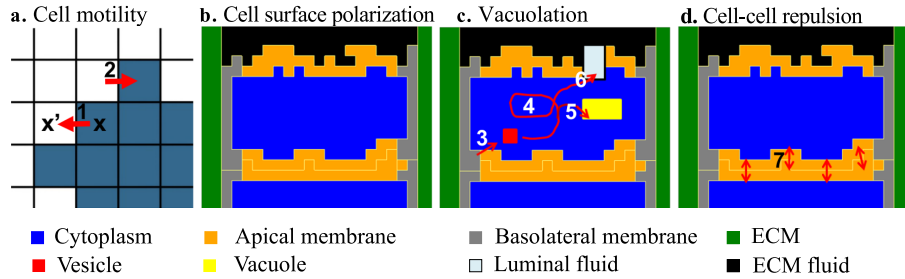 a. Cell motility b. Cell surface polarization c. Vacuolation d. Cell-cell repulsion
2
x' 1 x
3 4 5 6
7
Cytoplasm Apical membrane Basolateral membrane ECM
Vesicle Vacuole Luminal fluid ECM fluid